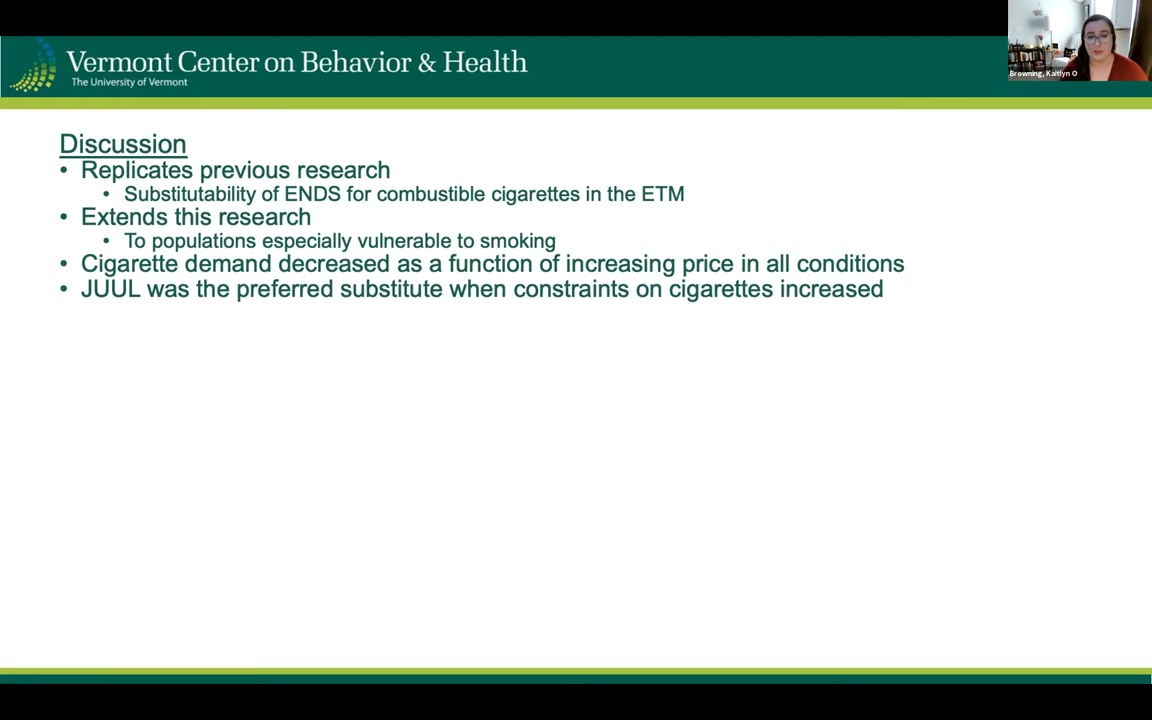 Vermont Center on Behavior & Health
The University of Vermont
Browning, Kaitlyn O
Discussion
• Replicates previous research
• Substitutability of ENDS for combustible cigarettes in the ETM
• Extends this research
• To populations especially vulnerable to smoking
• Cigarette demand decreased as a function of increasing price in all conditions
• JUUL was the preferred substitute when constraints on cigarettes increased